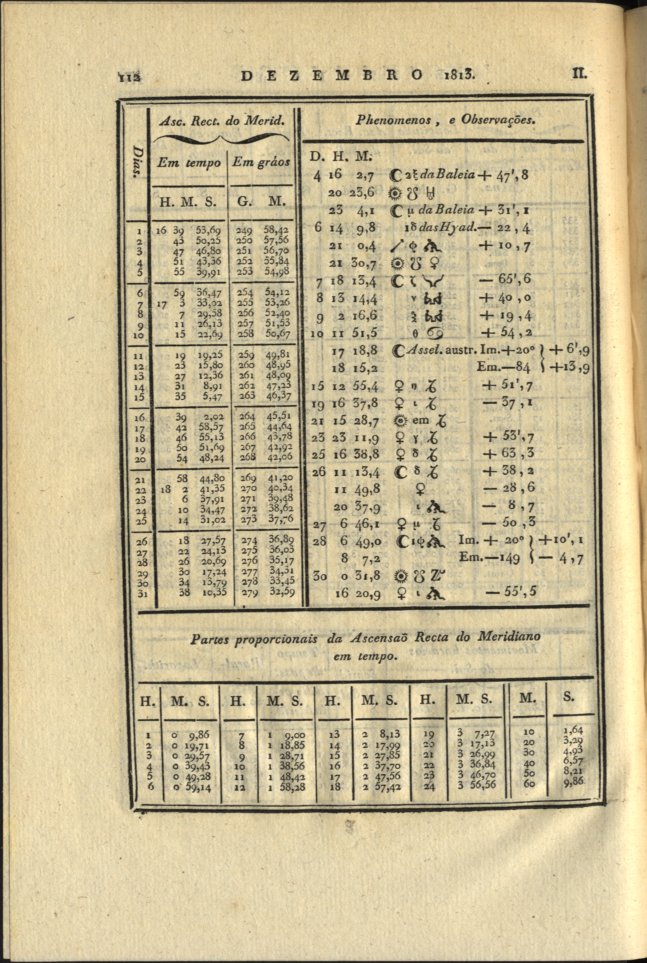 112 DEZEMBRO 1813. II.
Dias. Asc. Rect. do Merid. Phenomenos, e Observações.
Em tempo Em gráos
H. M. S. G. M.
1 16 39 53,69 249 58,42
2 43 50,25 250 57,56
3 47 46,80 251 56,70
4 51 43,36 252 55,84
5 55 39,91 253 54,98
6 59 36,47 254 54,12
7 17 3 33,02 255 53,26
8 7 29,58 256 52,40
9 11 26,13 257 51,53
10 15 22,69 258 50,67
11 19 19,25 259 49,81
12 23 15,80 260 48,95
13 27 12,36 261 48,09
14 31 8,91 262 47,23
15 35 5,47 263 46,37
16 39 2,02 264 45,51
17 42 58,57 265 44,64
18 46 55,13 266 43,78
19 50 51,69 267 42,92
20 54 48,24 268 42,06
21 58 44,80 269 41,20
22 18 2 41,35 270 40,34
23 6 37,91 271 39,48
24 10 34,47 272 38,62
25 14 31,02 273 37,76
26 18 27,57 274 36,89
27 22 24,13 275 36,03
28 26 20,69 276 35,17
29 30 17,24 277 34,31
30 34 13,79 278 33,45
31 38 10,35 279 32,59
D. H. M.
4 16 2,7 ☾ 2ξ da Baleia + 47',8
20 23,6 ☉ ☋ ♅
23 4,1 ☾ μ da Baleia + 31',1
6 14 9,8 1δ das Hyad. — 22,4
21 0,4 φ + 10,7
21 30,7 ☉ ☋ ♀
7 18 13,4 ☾ — 65',6
8 13 14,4 ν + 40,0
9 2 16,6 + 19,4
10 11 51,5 θ ♋ + 54,2
17 18,8 ☾ Assel. austr. Im.+20° } + 6',9
18 15,2 Em.—84 } +13,9
15 12 55,4 ♀ η ♑ + 51',7
19 16 37,8 ♀ ι ♑ — 37,1
21 15 28,7 ☉ em ♑
23 23 11,9 ♀ γ ♑ + 53',7
25 16 38,8 ♀ δ ♑ + 63,3
26 11 13,4 ☾ δ ♑ + 38,2
11 49,8 ♀ — 28,6
20 37,9 ι ♒ — 8,7
27 6 46,1 ♀ μ ♑ — 50,3
28 6 49,0 ☾ 1φ ♒ Im. + 20° } +10',1
8 7,2 Em.—149 } — 4,7
30 0 31,8 ☉ ☋
16 20,9 ♀ ι ♒ — 55',5
Partes proporcionais da Ascensaõ Recta do Meridiano
em tempo.
H. M. S. H. M. S. H. M. S. H. M. S. M. S.
1 0 9,86 7 1 9,00 13 2 8,13 19 3 7,27 10 1,64
2 0 19,71 8 1 18,85 14 2 17,99 20 3 17,13 20 3,29
3 0 29,57 9 1 28,71 15 2 27,85 21 3 26,99 30 4,93
4 0 39,43 10 1 38,56 16 2 37,70 22 3 36,84 40 6,57
5 0 49,28 11 1 48,42 17 2 47,56 23 3 46,70 50 8,21
6 0 59,14 12 1 58,28 18 2 57,42 24 3 56,56 60 9,86